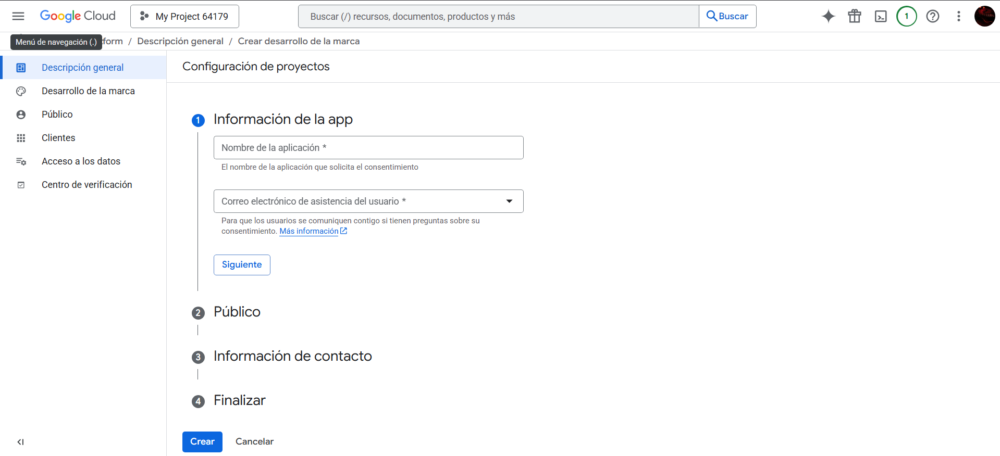 Google Cloud
My Project 64179
Buscar (/) recursos, documentos, productos y más
Buscar
1
Menú de navegación (.)
form / Descripción general / Crear desarrollo de la marca
Descripción general
Desarrollo de la marca
Público
Clientes
Acceso a los datos
Centro de verificación
Configuración de proyectos
1 Información de la app
Nombre de la aplicación *
El nombre de la aplicación que solicita el consentimiento
Correo electrónico de asistencia del usuario *
Para que los usuarios se comuniquen contigo si tienen preguntas sobre su
consentimiento. Más información
Siguiente
2 Público
3 Información de contacto
4 Finalizar
Crear
Cancelar